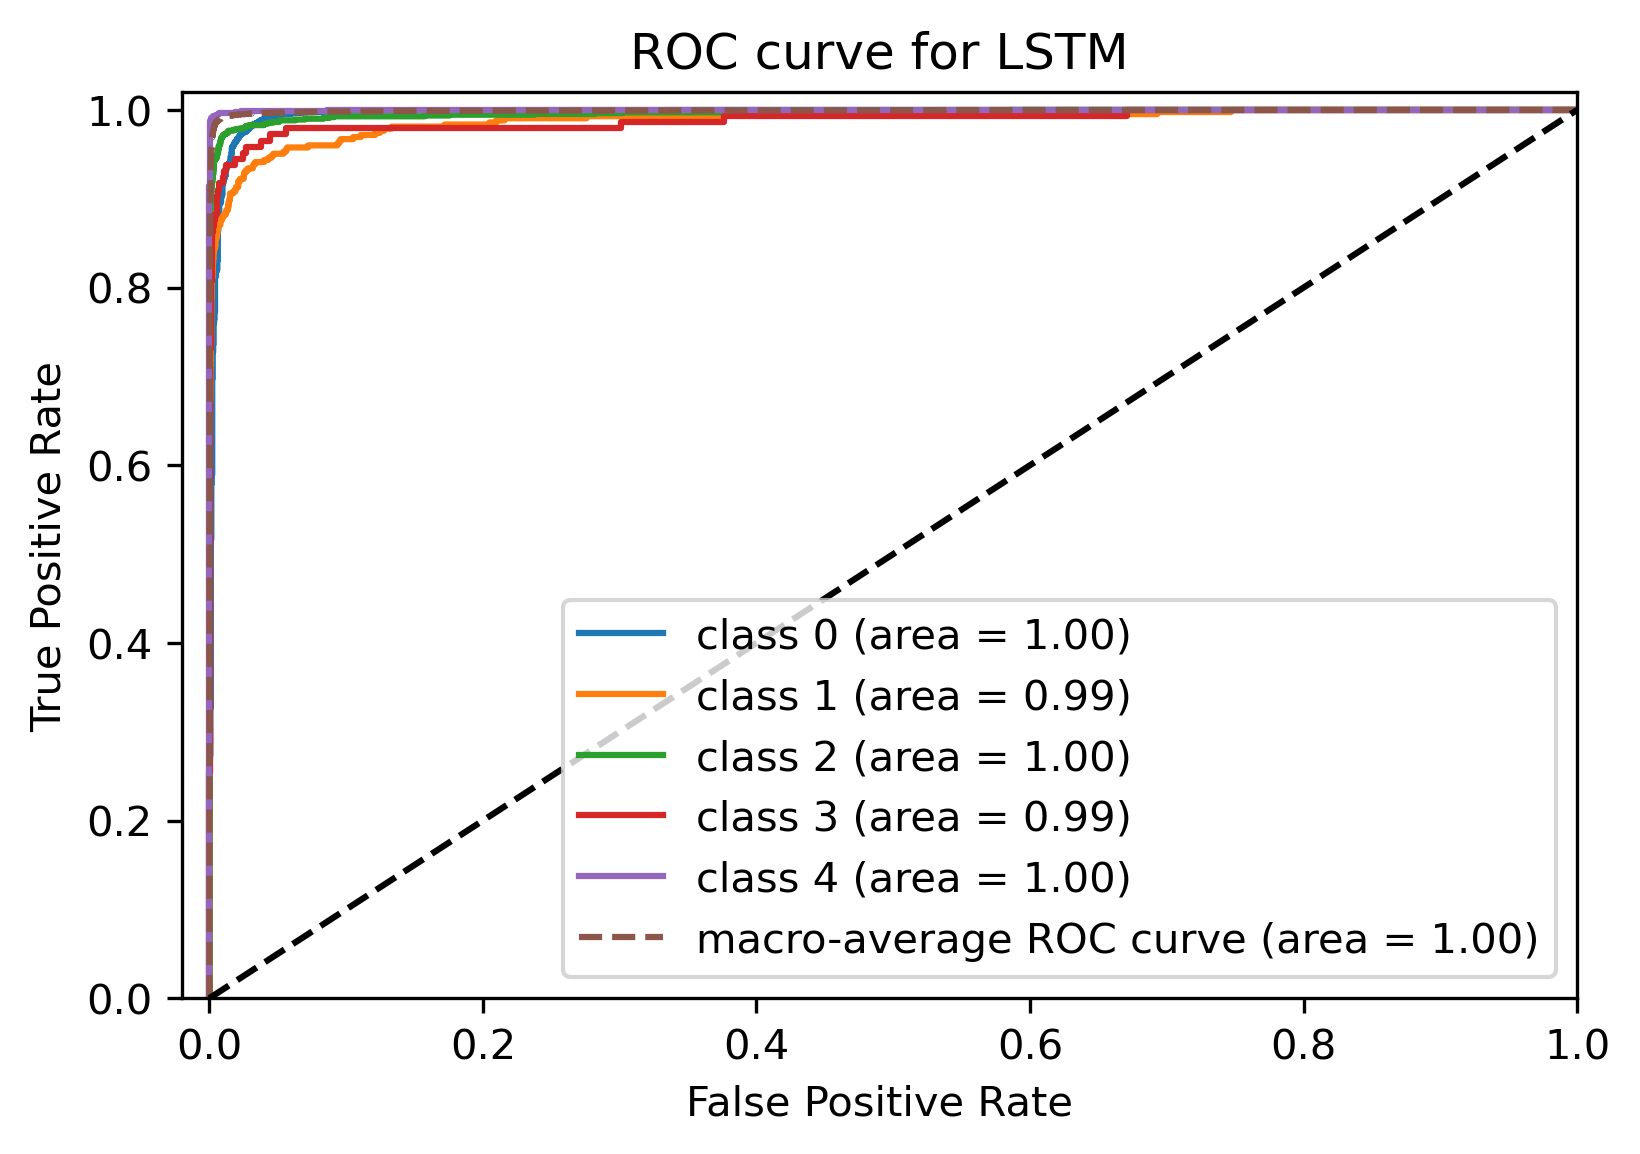 ROC curve for LSTM
1.0
0.8
0.6
0.4
0.2
0.0
True Positive Rate
class 0 (area = 1.00)
class 1 (area = 0.99)
class 2 (area = 1.00)
class 3 (area = 0.99)
class 4 (area = 1.00)
macro-average ROC curve (area = 1.00)
0.0 0.2 0.4 0.6 0.8 1.0
False Positive Rate